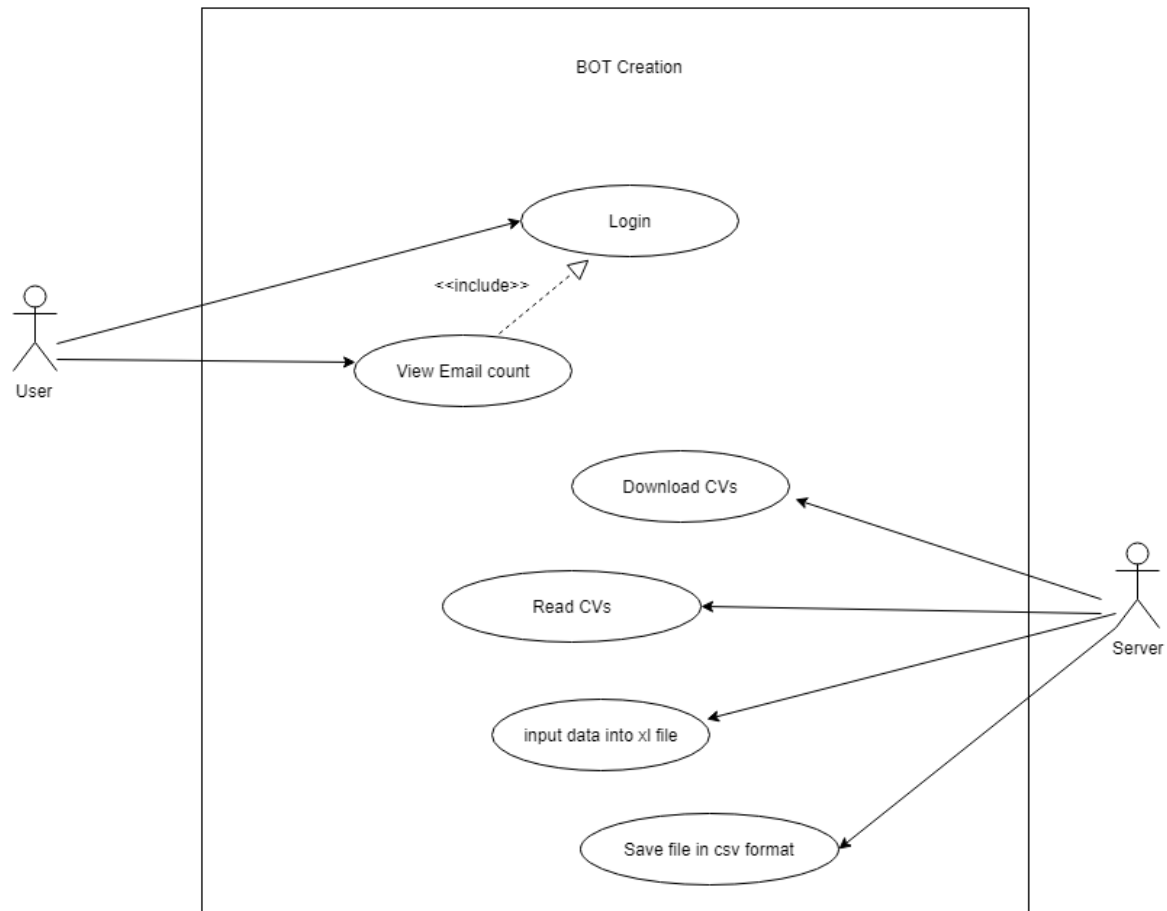 BOT Creation
Login
<<include>>
View Email count
User
Download CVs
Read CVs
Server
input data into xl file
Save file in csv format